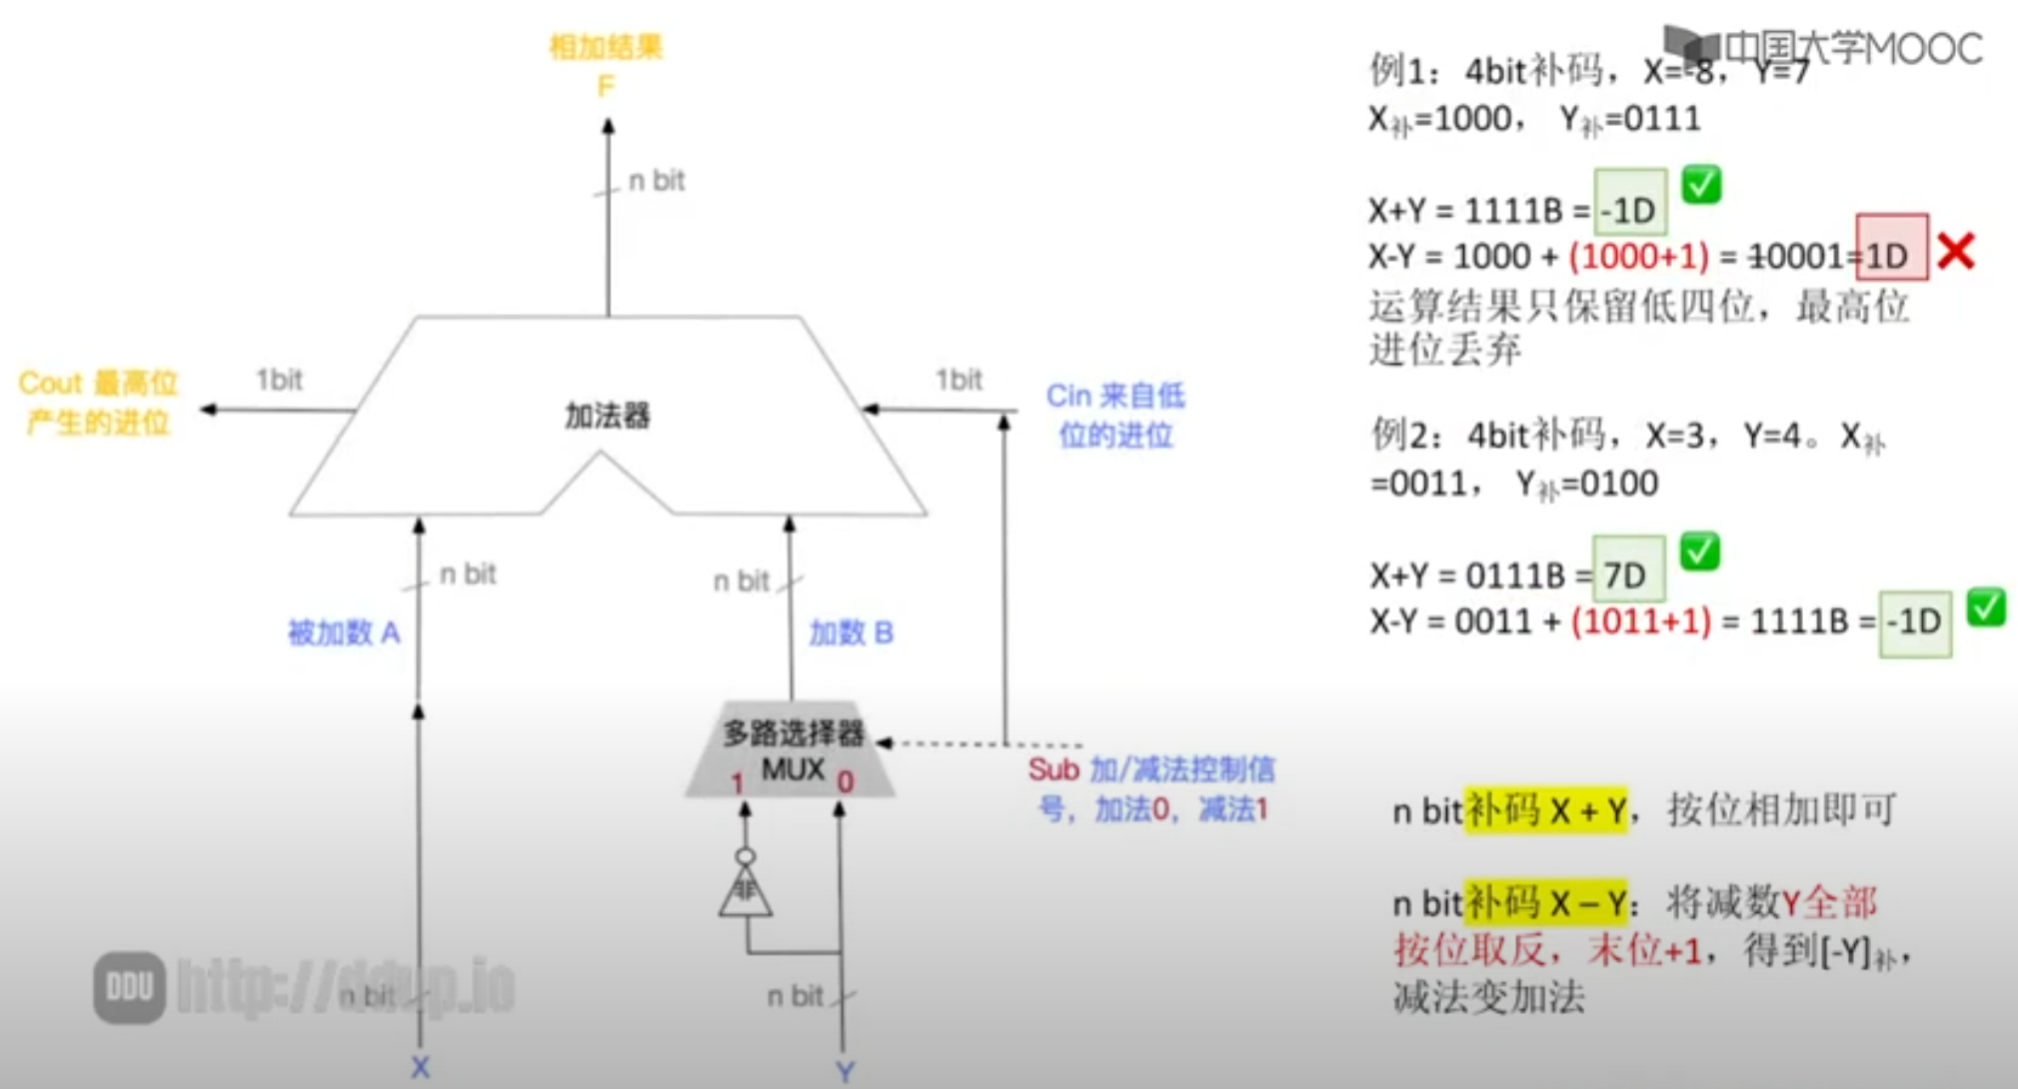 相加结果
F
n bit
Cout 最高位
产生的进位
1bit
加法器
1bit
Cin 来自低
位的进位
n bit
被加数 A
n bit
加数 B
多路选择器
MUX
1
0
Sub 加/减法控制信
号，加法0，减法1
非
n bit
X
n bit
Y
DDU http://ddup.io
中国大学MOOC
例1：4bit补码，X=-8，Y=7
X补=1000， Y补=0111
X+Y = 1111B = -1D
X-Y = 1000 + (1000+1) = 10001=1D
运算结果只保留低四位，最高位
进位丢弃
例2：4bit补码，X=3，Y=4。X补
=0011， Y补=0100
X+Y = 0111B = 7D
X-Y = 0011 + (1011+1) = 1111B = -1D
n bit补码 X + Y，按位相加即可
n bit补码 X – Y：将减数Y全部
按位取反，末位+1，得到[-Y]补，
减法变加法